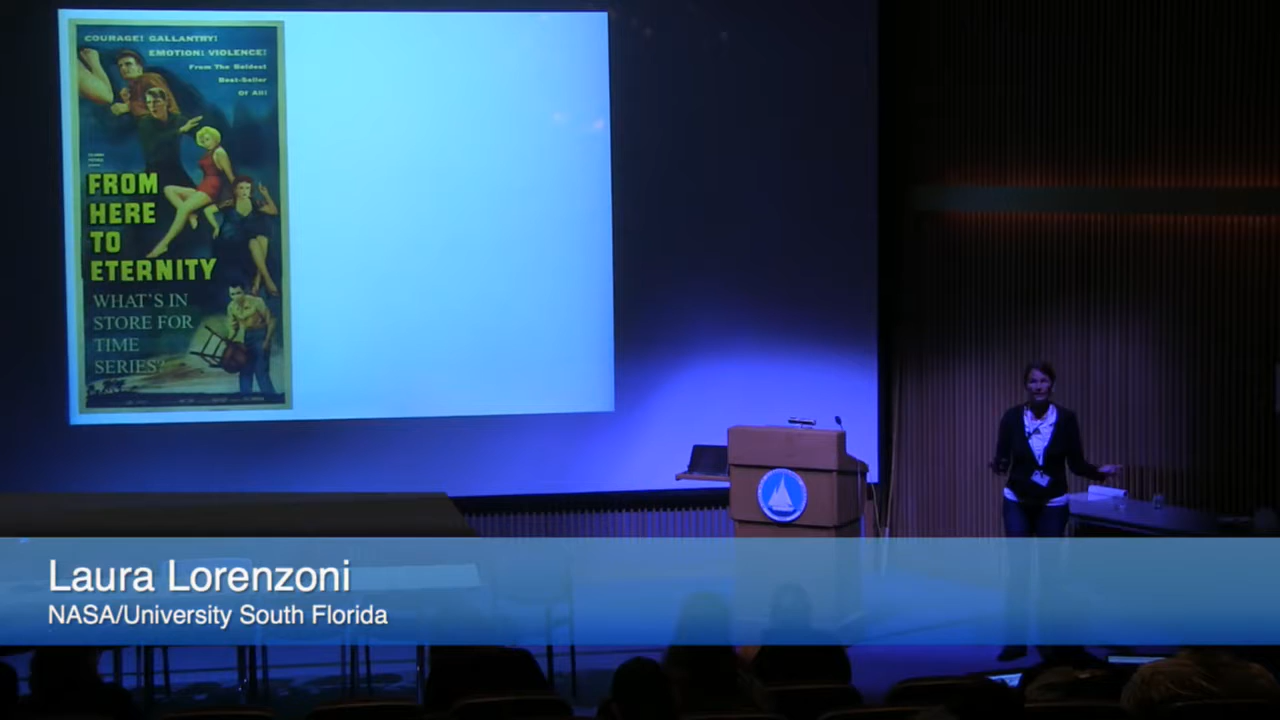 COURAGE! GALLANTRY!
EMOTION! VIOLENCE!
From The Boldest
Best-Seller
Of All!
FROM
HERE
TO
ETERNITY
WHAT'S IN
STORE FOR
TIME
SERIES?
Laura Lorenzoni
NASA/University South Florida